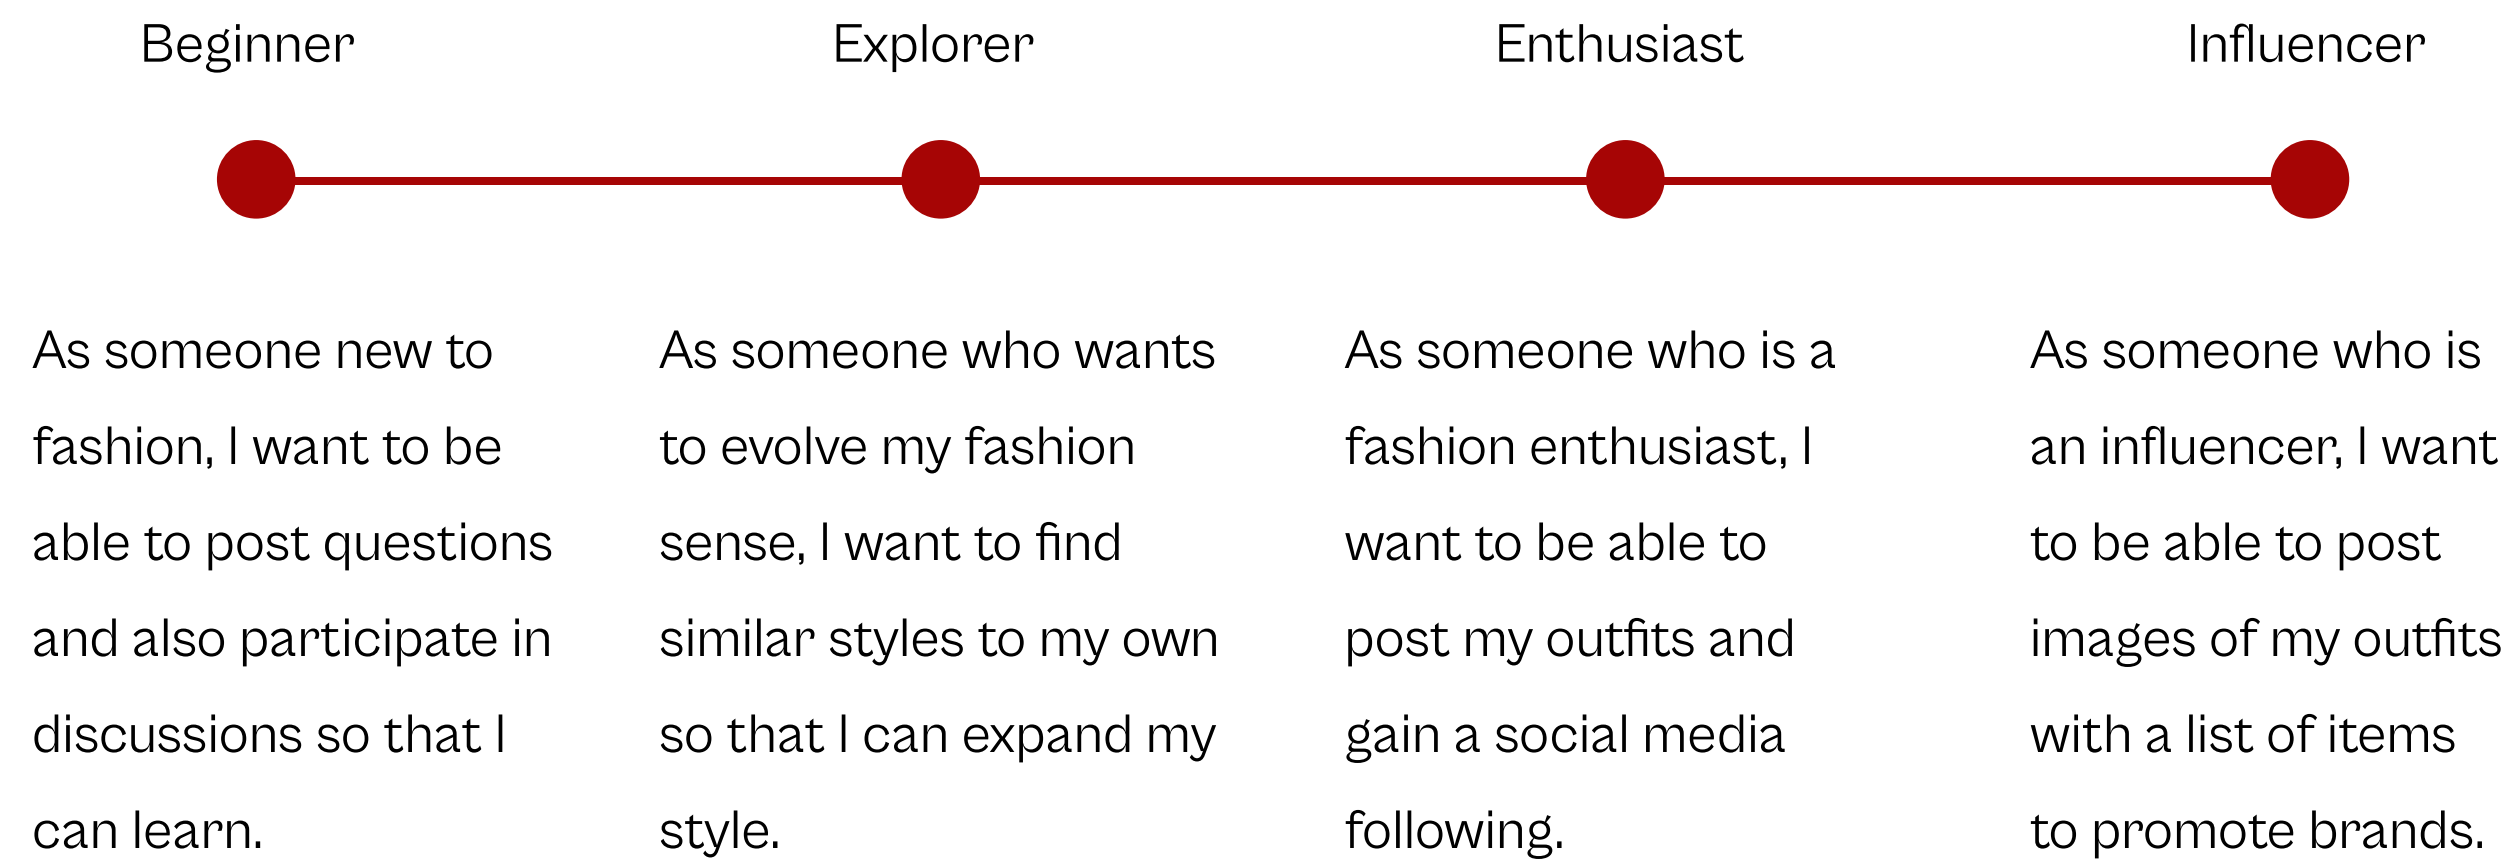 Beginner
Explorer
Enthusiast
Influencer
As someone new to
fashion, I want to be
able to post questions
and also participate in
discussions so that I
can learn.
As someone who wants
to evolve my fashion
sense, I want to find
similar styles to my own
so that I can expand my
style.
As someone who is a
fashion enthusiast, I
want to be able to
post my outfits and
gain a social media
following.
As someone who is
an influencer, I want
to be able to post
images of my outfits
with a list of items
to promote brands.